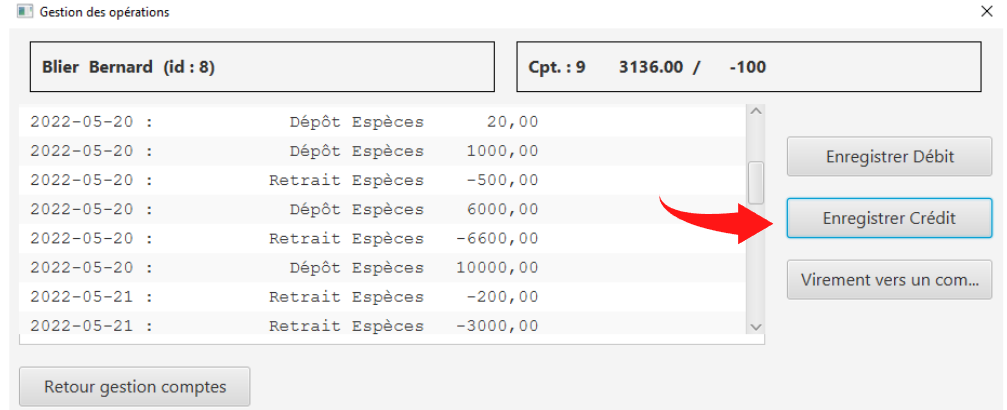 Gestion des opérations
Blier Bernard (id : 8)
Cpt. : 9 3136.00 / -100
2022-05-20 : Dépôt Espèces 20,00
2022-05-20 : Dépôt Espèces 1000,00
2022-05-20 : Retrait Espèces -500,00
2022-05-20 : Dépôt Espèces 6000,00
2022-05-20 : Retrait Espèces -6600,00
2022-05-20 : Dépôt Espèces 10000,00
2022-05-21 : Retrait Espèces -200,00
2022-05-21 : Retrait Espèces -3000,00
Enregistrer Débit
Enregistrer Crédit
Virement vers un com...
Retour gestion comptes